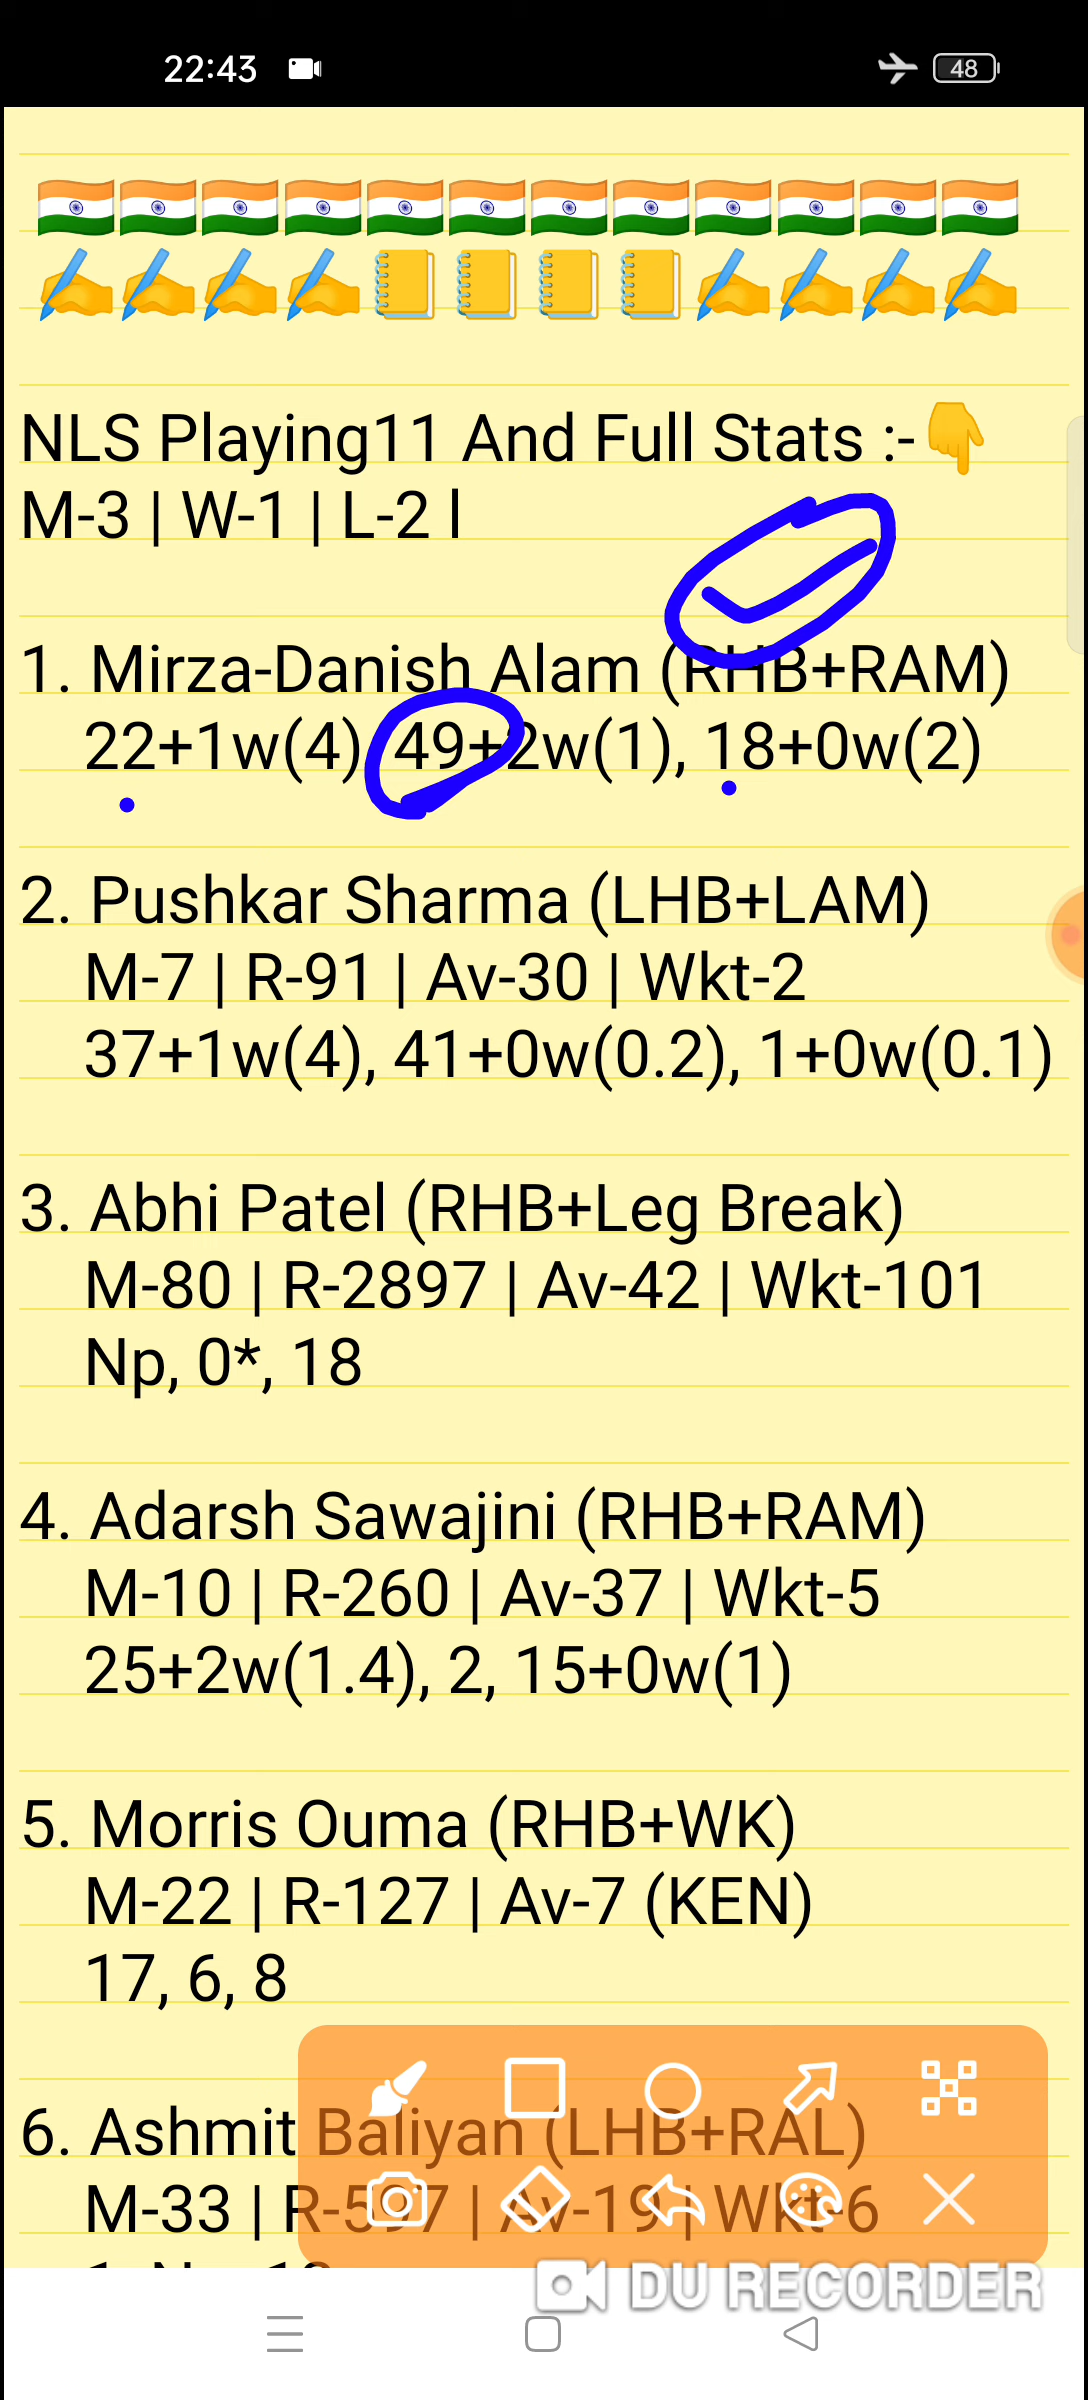 22:43
48
NLS Playing11 And Full Stats :-👇
M-3 | W-1 | L-2 l
1. Mirza-Danish Alam (RHB+RAM)
22+1w(4) 49+2w(1), 18+0w(2)
2. Pushkar Sharma (LHB+LAM)
M-7 | R-91 | Av-30 | Wkt-2
37+1w(4), 41+0w(0.2), 1+0w(0.1)
3. Abhi Patel (RHB+Leg Break)
M-80 | R-2897 | Av-42 | Wkt-101
Np, 0*, 18
4. Adarsh Sawajini (RHB+RAM)
M-10 | R-260 | Av-37 | Wkt-5
25+2w(1.4), 2, 15+0w(1)
5. Morris Ouma (RHB+WK)
M-22 | R-127 | Av-7 (KEN)
17, 6, 8
6. Ashmit Baliyan (LHB+RAL)
M-33 | R-597 | Av-19 | Wkt-6
DU RECORDER